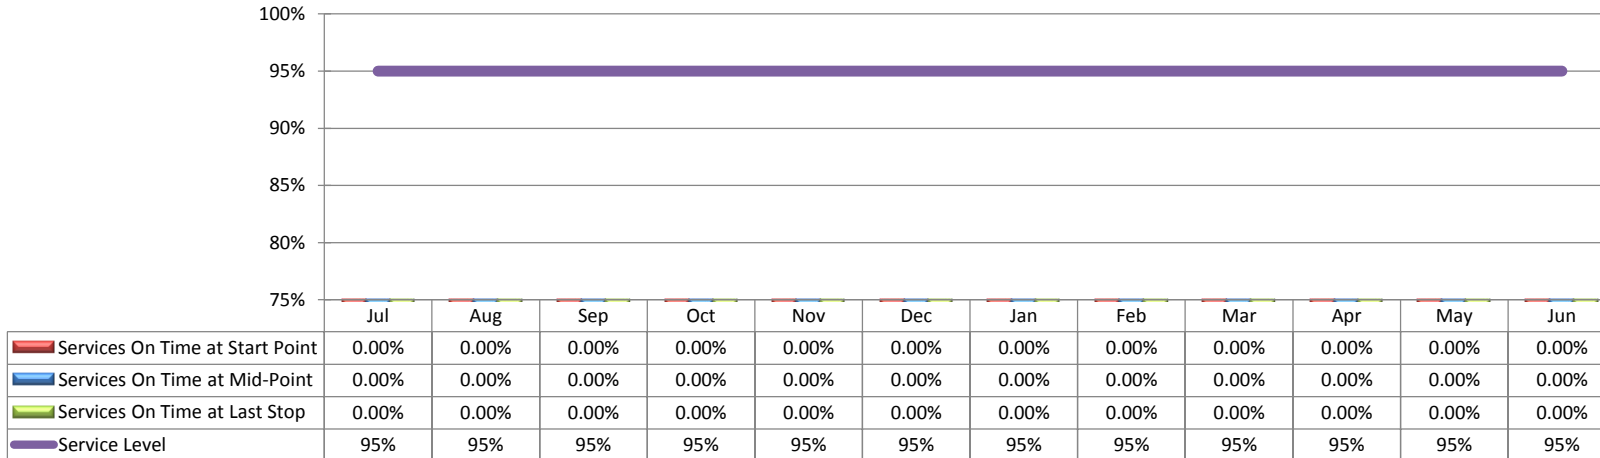 100%
95%
90%
85%
80%
75%
Jul Aug Sep Oct Nov Dec Jan Feb Mar Apr May Jun
Services On Time at Start Point 0.00% 0.00% 0.00% 0.00% 0.00% 0.00% 0.00% 0.00% 0.00% 0.00% 0.00% 0.00%
Services On Time at Mid-Point 0.00% 0.00% 0.00% 0.00% 0.00% 0.00% 0.00% 0.00% 0.00% 0.00% 0.00% 0.00%
Services On Time at Last Stop 0.00% 0.00% 0.00% 0.00% 0.00% 0.00% 0.00% 0.00% 0.00% 0.00% 0.00% 0.00%
Service Level 95% 95% 95% 95% 95% 95% 95% 95% 95% 95% 95% 95%